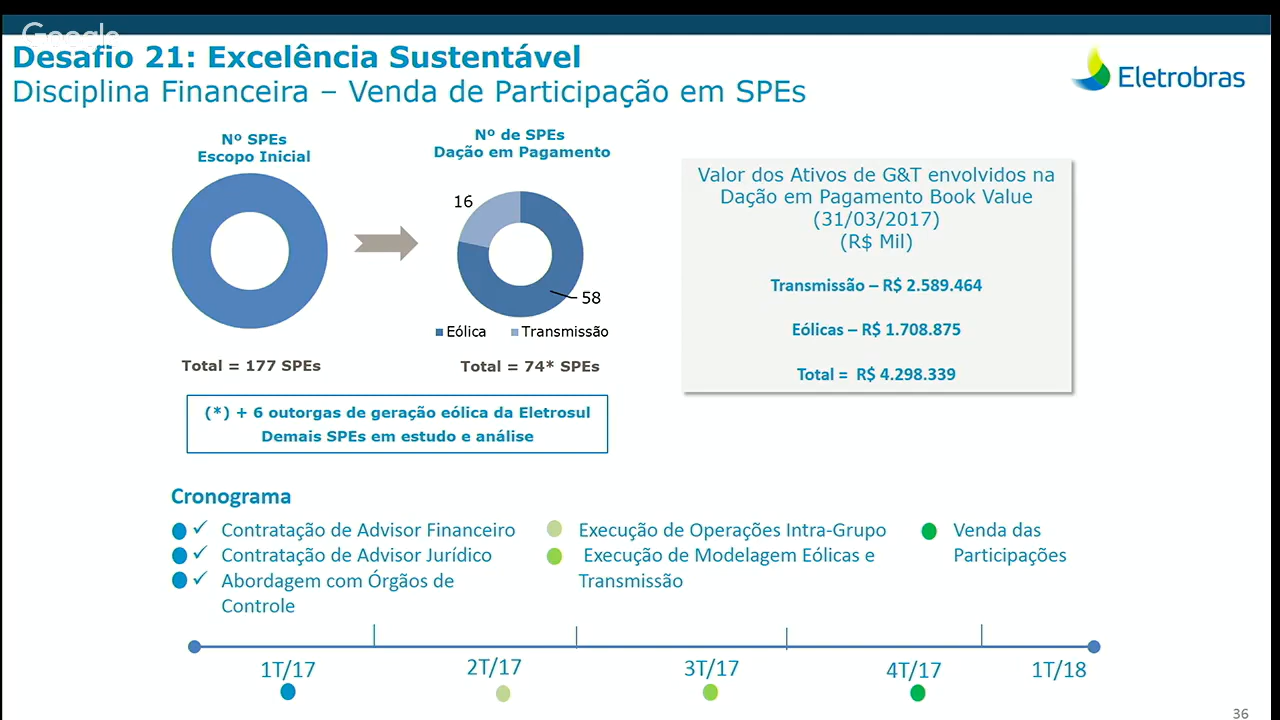 Google
Desafio 21: Excelência Sustentável
Disciplina Financeira – Venda de Participação em SPEs
Eletrobras
Nº SPEs
Escopo Inicial
Total = 177 SPEs
Nº de SPEs
Dação em Pagamento
16
58
Eólica
Transmissão
Total = 74* SPEs
(*) + 6 outorgas de geração eólica da Eletrosul
Demais SPEs em estudo e análise
Valor dos Ativos de G&T envolvidos na
Dação em Pagamento Book Value
(31/03/2017)
(R$ Mil)
Transmissão – R$ 2.589.464
Eólicas – R$ 1.708.875
Total = R$ 4.298.339
Cronograma
✓ Contratação de Advisor Financeiro
✓ Contratação de Advisor Jurídico
✓ Abordagem com Órgãos de
Controle
Execução de Operações Intra-Grupo
Execução de Modelagem Eólicas e
Transmissão
Venda das
Participações
1T/17
2T/17
3T/17
4T/17
1T/18
36